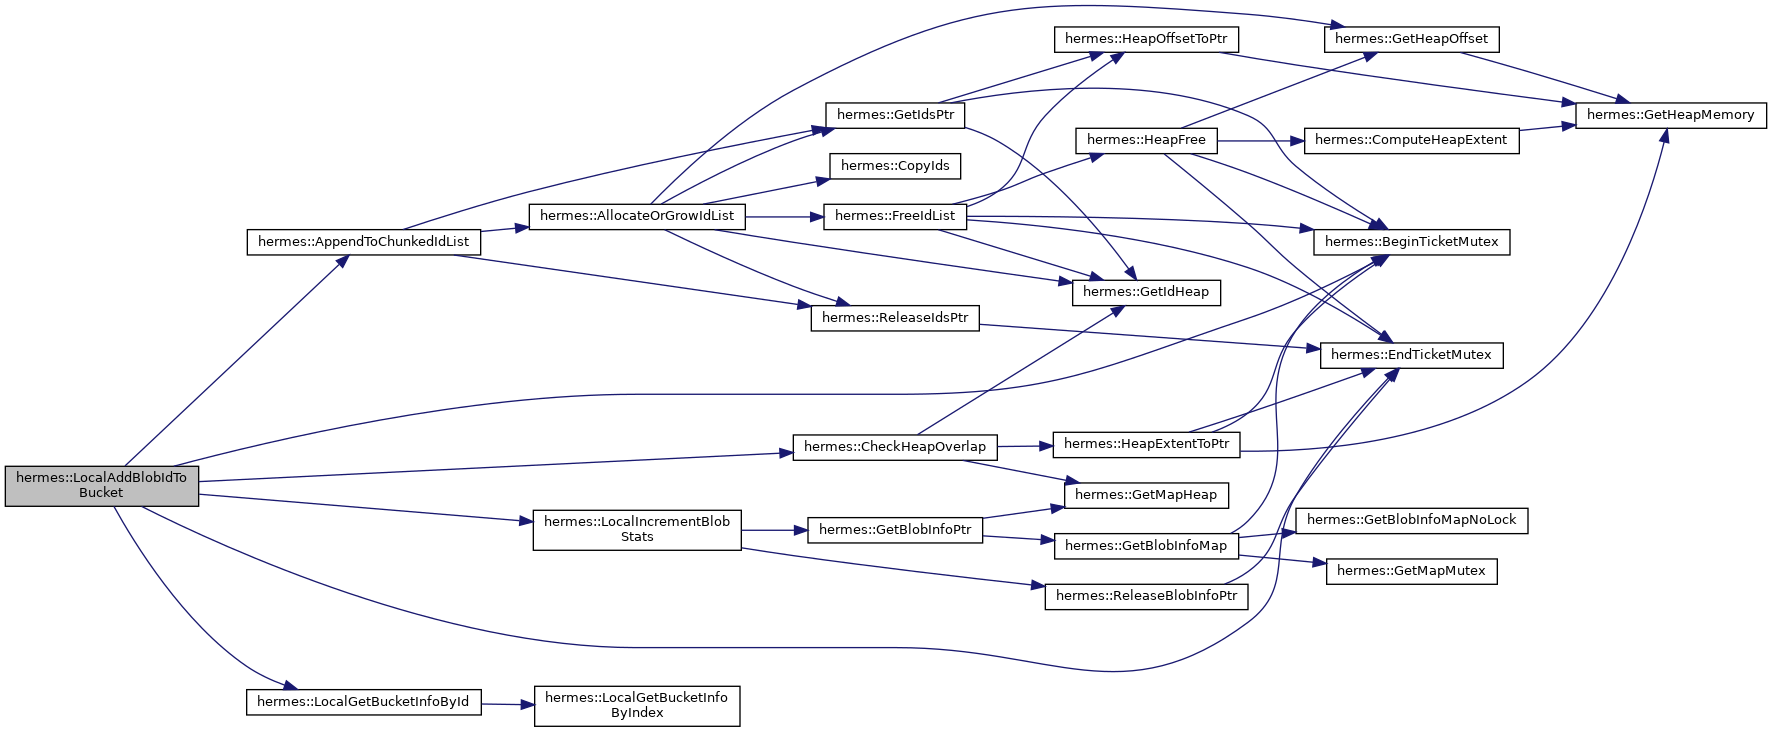 hermes::LocalAddBlobIdTo
Bucket
hermes::AppendToChunkedIdList
hermes::LocalGetBucketInfoById
hermes::AllocateOrGrowIdList
hermes::LocalIncrementBlob
Stats
hermes::LocalGetBucketInfo
ByIndex
hermes::GetIdsPtr
hermes::CopyIds
hermes::FreeIdList
hermes::ReleaseIdsPtr
hermes::CheckHeapOverlap
hermes::GetBlobInfoPtr
hermes::HeapOffsetToPtr
hermes::HeapFree
hermes::GetIdHeap
hermes::HeapExtentToPtr
hermes::GetMapHeap
hermes::GetBlobInfoMap
hermes::ReleaseBlobInfoPtr
hermes::GetHeapOffset
hermes::ComputeHeapExtent
hermes::BeginTicketMutex
hermes::EndTicketMutex
hermes::GetBlobInfoMapNoLock
hermes::GetMapMutex
hermes::GetHeapMemory